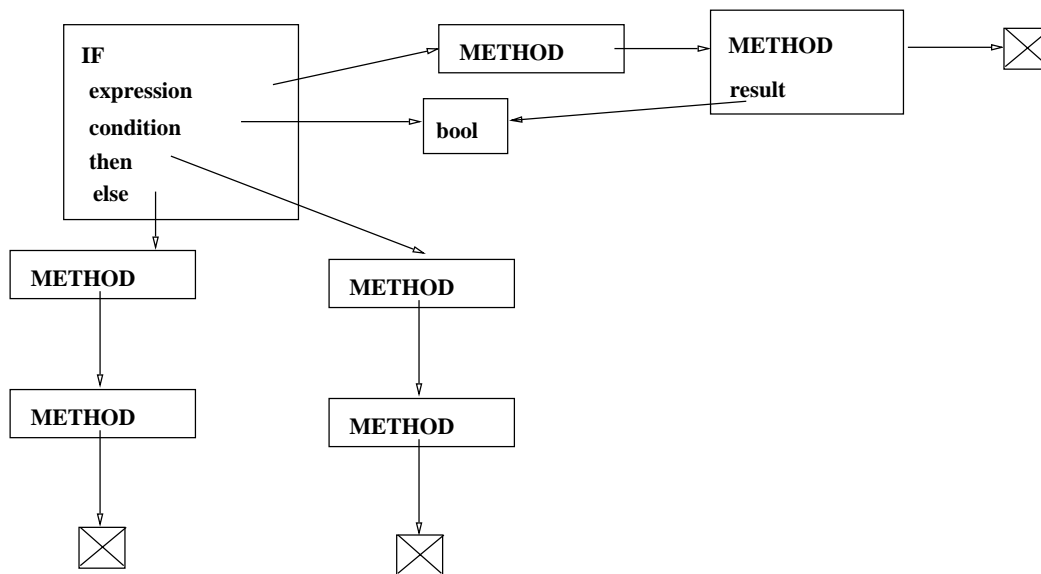 IF
expression
condition
then
else
METHOD
METHOD
result
bool
METHOD
METHOD
METHOD
METHOD